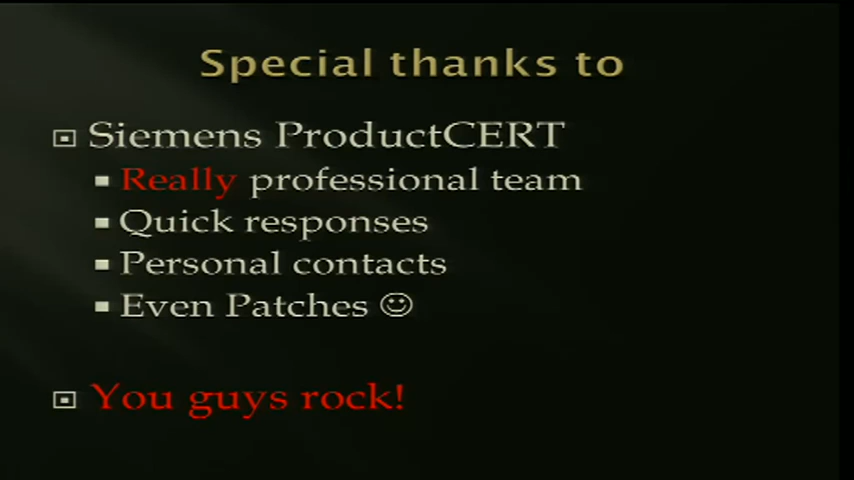 Special thanks to
Siemens ProductCERT
Really professional team
Quick responses
Personal contacts
Even Patches ☺
You guys rock!